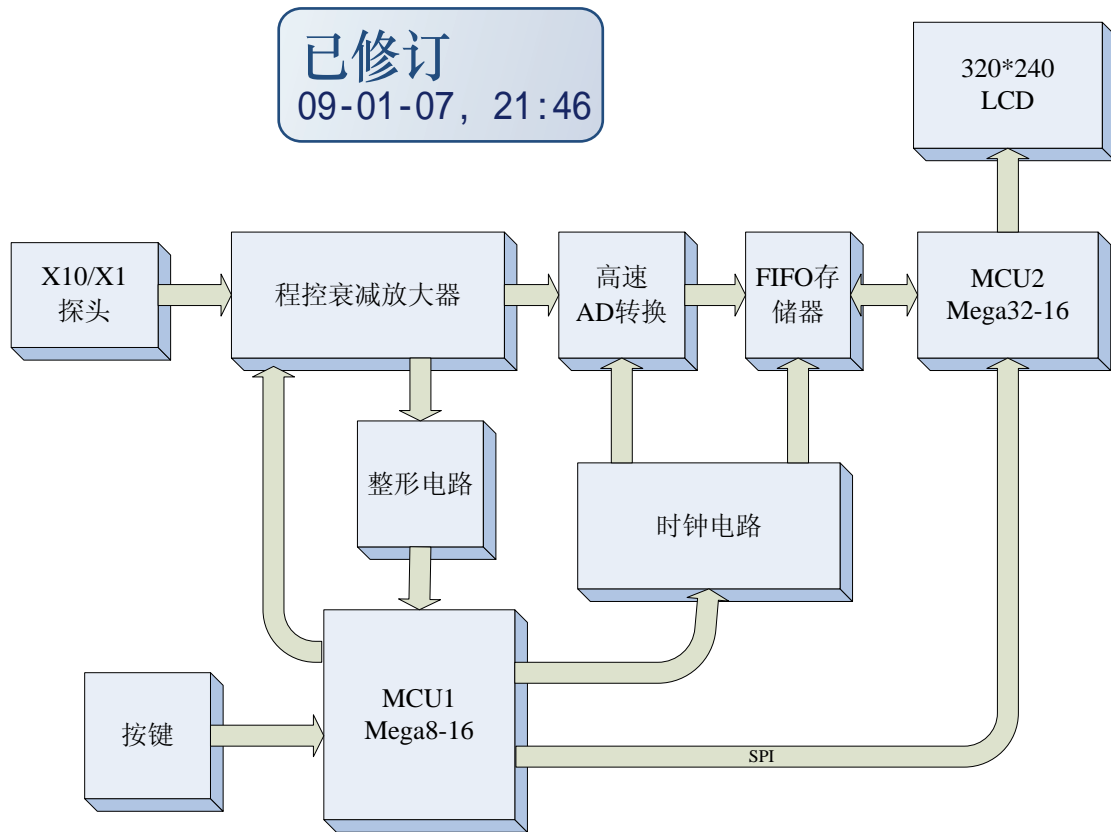 已修订
09-01-07, 21:46
320*240
LCD
X10/X1
探头
程控衰减放大器
高速
AD转换
FIFO存
储器
MCU2
Mega32-16
整形电路
时钟电路
MCU1
Mega8-16
按键
SPI